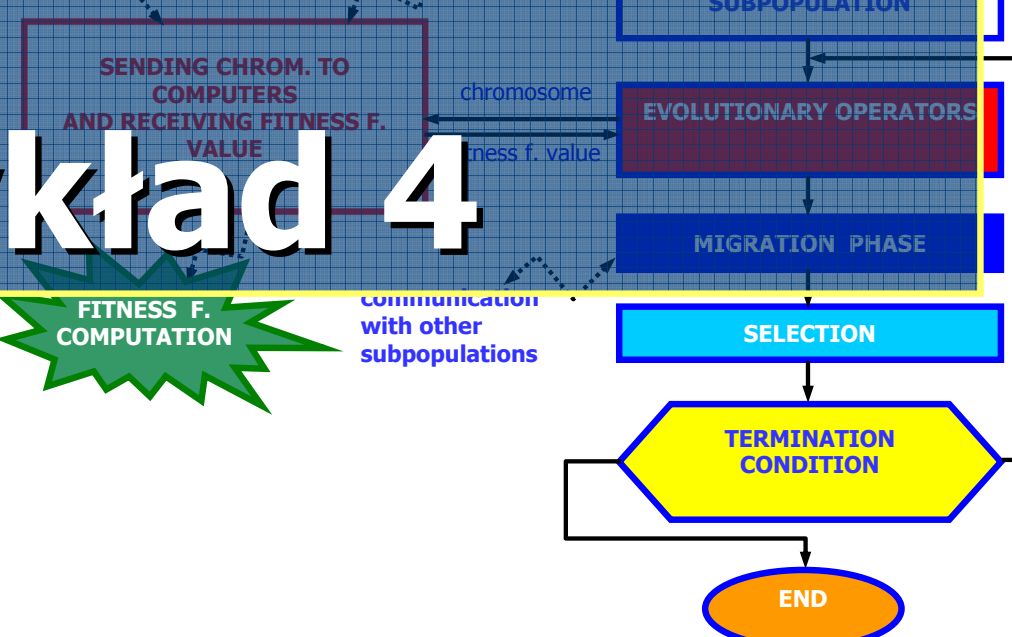 SUBPOPULATION
SENDING CHROM. TO
COMPUTERS
AND RECEIVING FITNESS F.
VALUE
chromosome
f. value
EVOLUTIONARY OPERATORS
kład 4
MIGRATION PHASE
FITNESS F.
COMPUTATION
communication
with other
subpopulations
SELECTION
TERMINATION
CONDITION
END